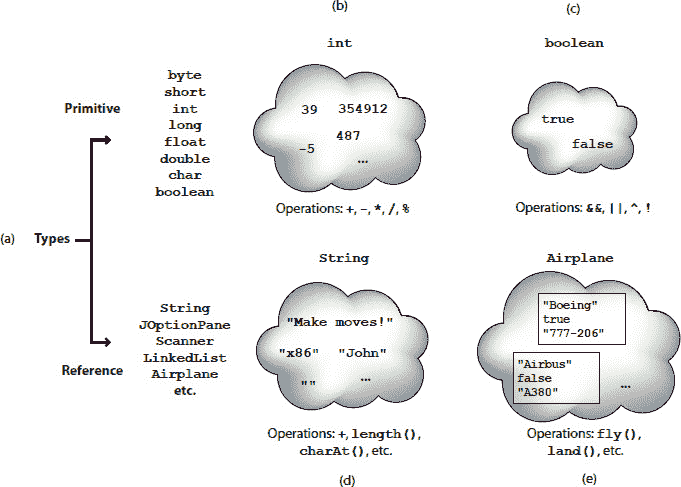 (b)
(c)
int
boolean
Primitive
byte
short
int
long
float
double
char
boolean
39 354912
487
-5
...
true
false
Operations: +, -, *, /, %
Operations: &&, ||, ^, !
(a) Types
String
Airplane
Reference
String
JOptionPane
Scanner
LinkedList
Airplane
etc.
"Make moves!"
"x86" "John"
"" ...
"Boeing"
true
"777-206"
"Airbus"
false
"A380"
...
Operations: +, length(),
charAt(), etc.
Operations: fly(),
land(), etc.
(d)
(e)